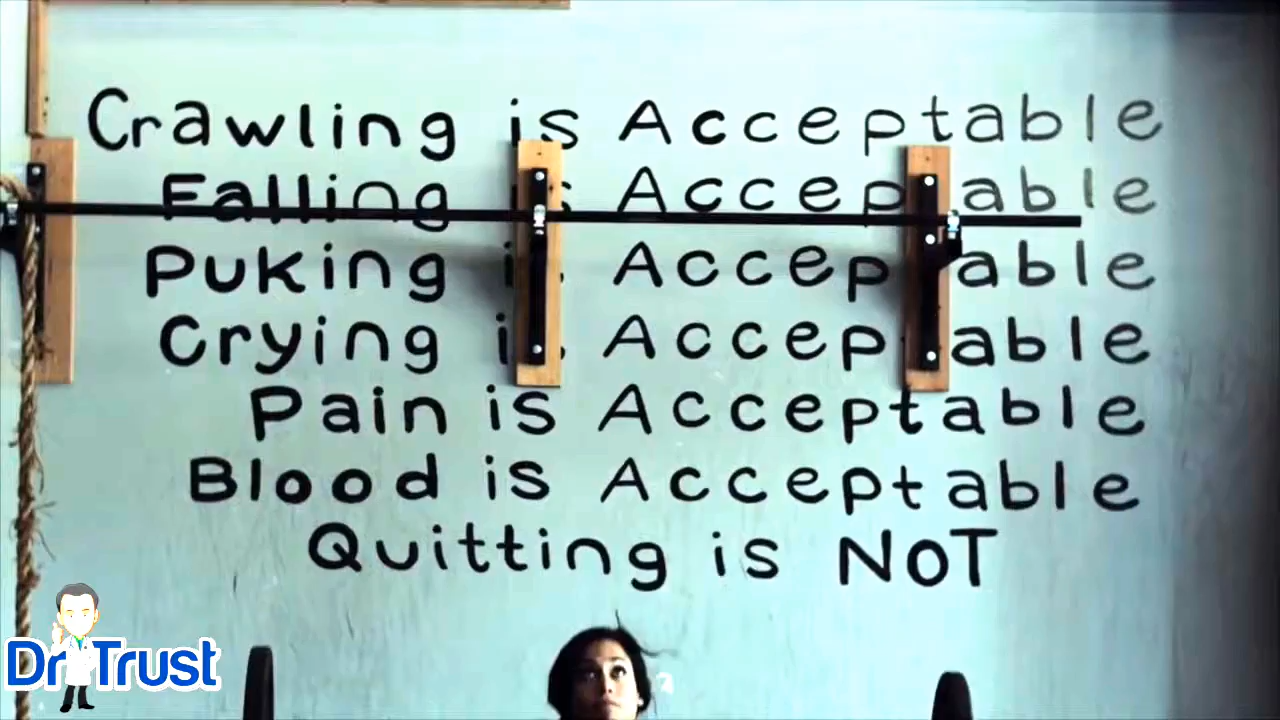 Crawling is Acceptable
Falling is Acceptable
Puking is Acceptable
Crying is Acceptable
Pain is Acceptable
Blood is Acceptable
Quitting is NOT
Dr Trust